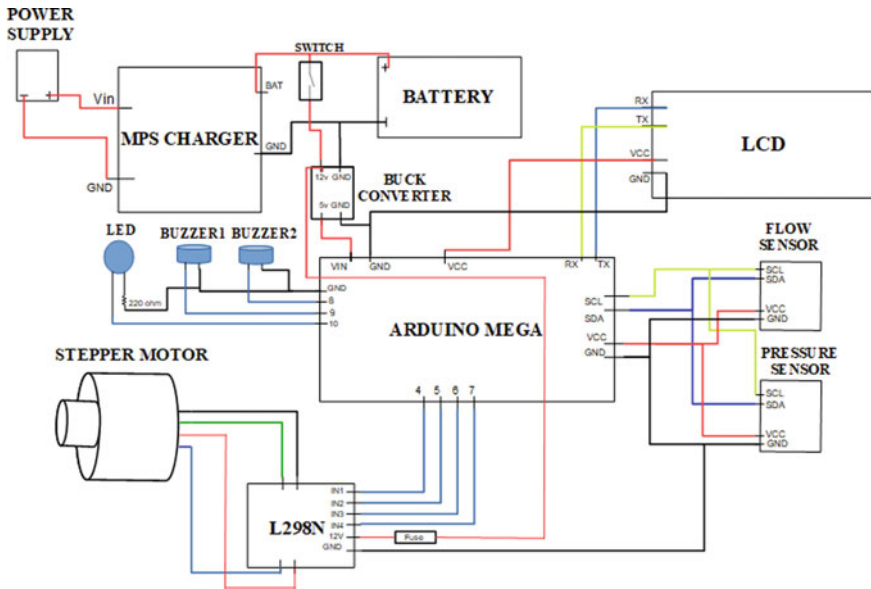 POWER
SUPPLY
SWITCH
Vin
BAT
+
BATTERY
MPS CHARGER
GND
GND
RX
TX
LCD
VCC
GND
12v GND
BUCK
CONVERTER
5v GND
LED
BUZZER1
BUZZER2
220 ohm
VIN
GND
VCC
RX
TX
GND
8
9
10
ARDUINO MEGA
SCL
SDA
VCC
GND
4 5 6 7
FLOW
SENSOR
SCL
SDA
VCC
GND
PRESSURE
SENSOR
SCL
SDA
VCC
GND
STEPPER MOTOR
L298N
IN1
IN2
IN3
IN4
12V
GND
Fuse